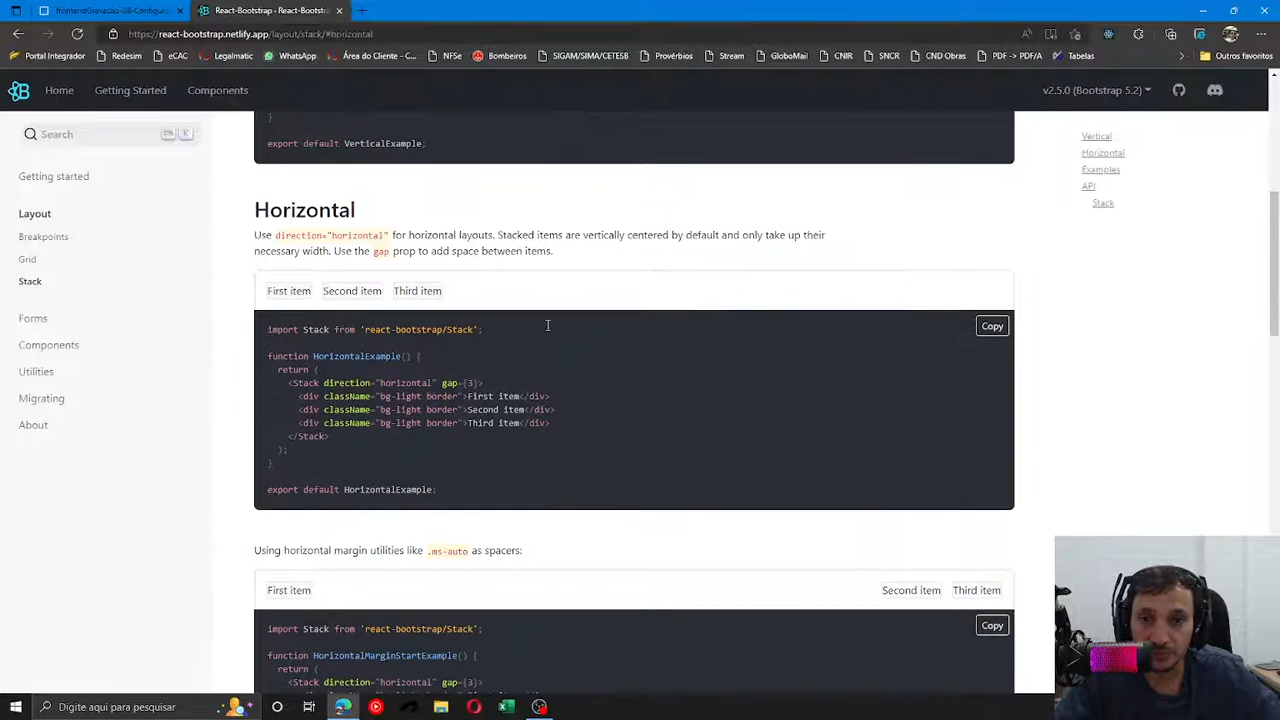 frontendGravacao-08-Configur
React-Bootstrap · React-Bootstra
https://react-bootstrap.netlify.app/layout/stack/#horizontal
Portal Integrador
Redesim
eCAC
Legalmatic
WhatsApp
Área do Cliente - C...
NFSe
Bombeiros
SIGAM/SIMA/CETESB
Provérbios
Stream
GloboMail
CNIR
SNCR
CND Obras
PDF -> PDF/A
Tabelas
Outros favoritos
Home
Getting Started
Components
v2.5.0 (Bootstrap 5.2)
Search
K
Getting started
Layout
Breakpoints
Grid
Stack
Forms
Components
Utilities
Migrating
About
}
export default VerticalExample;
Horizontal
Use direction="horizontal" for horizontal layouts. Stacked items are vertically centered by default and only take up their
necessary width. Use the gap prop to add space between items.
First item Second item Third item
Copy
import Stack from 'react-bootstrap/Stack';
function HorizontalExample() {
return (
<Stack direction="horizontal" gap={3}>
<div className="bg-light border">First item</div>
<div className="bg-light border">Second item</div>
<div className="bg-light border">Third item</div>
</Stack>
);
}
export default HorizontalExample;
Using horizontal margin utilities like .ms-auto as spacers:
First item Second item Third item
Copy
import Stack from 'react-bootstrap/Stack';
function HorizontalMarginStartExample() {
return (
<Stack direction="horizontal" gap={3}>
Vertical
Horizontal
Examples
API
Stack
Digite aqui para pesquisar